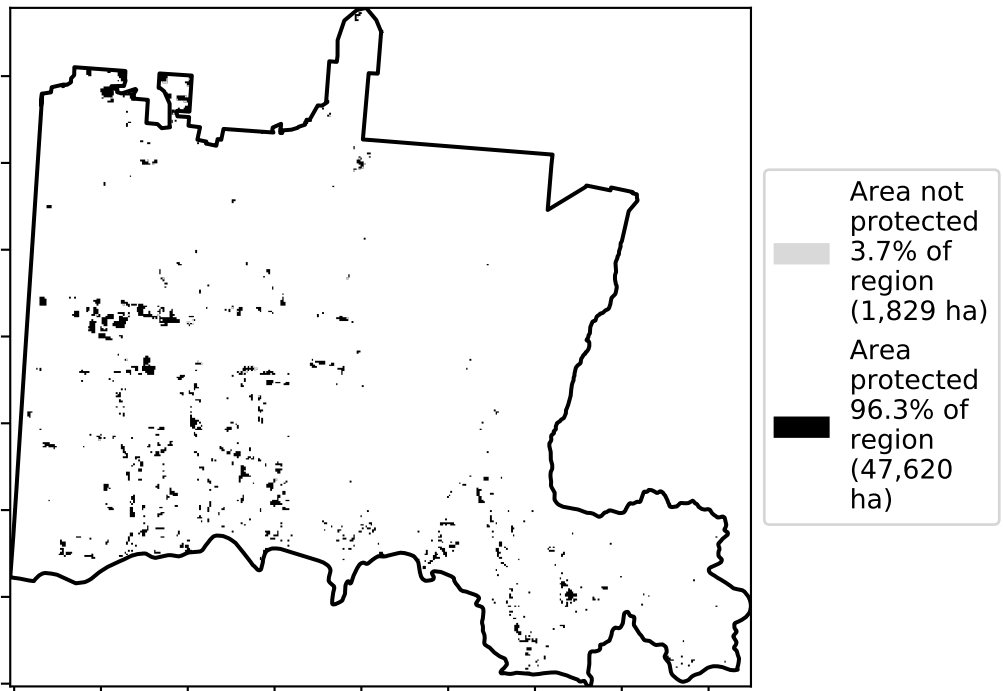 Area not
protected
3.7% of
region
(1,829 ha)
Area
protected
96.3% of
region
(47,620
ha)